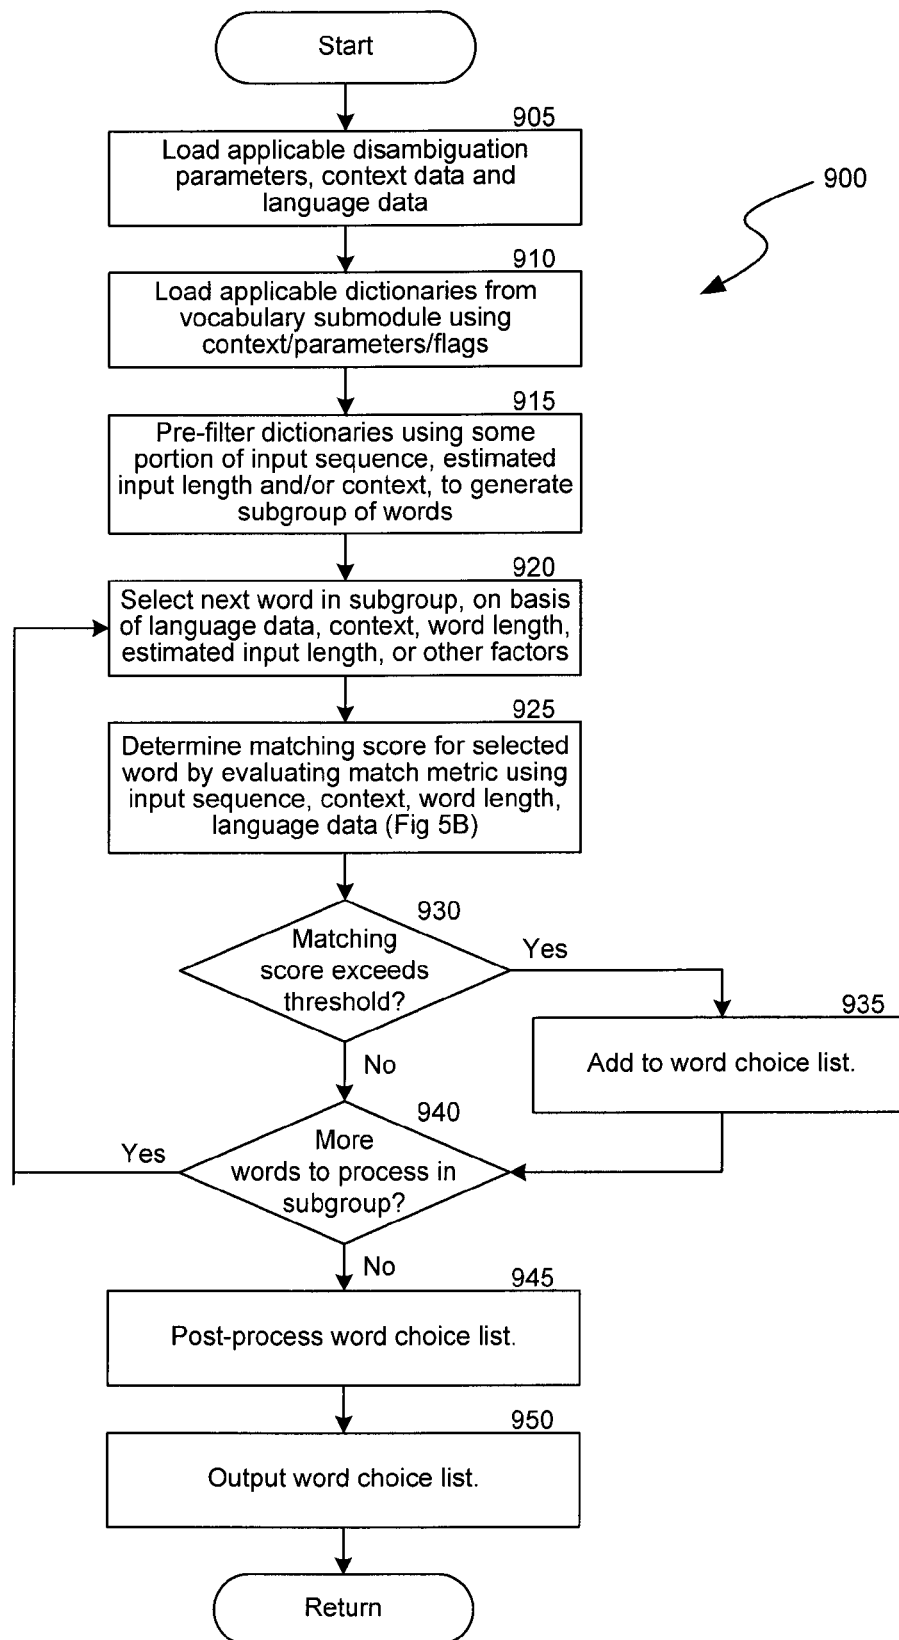 Start
905
Load applicable disambiguation
parameters, context data and
language data
900
910
Load applicable dictionaries from
vocabulary submodule using
context/parameters/flags
915
Pre-filter dictionaries using some
portion of input sequence, estimated
input length and/or context, to generate
subgroup of words
920
Select next word in subgroup, on basis
of language data, context, word length,
estimated input length, or other factors
925
Determine matching score for selected
word by evaluating match metric using
input sequence, context, word length,
language data (Fig 5B)
930
Matching
score exceeds
threshold?
Yes
935
Add to word choice list.
No
940
More
words to process in
subgroup?
Yes
No
945
Post-process word choice list.
950
Output word choice list.
Return